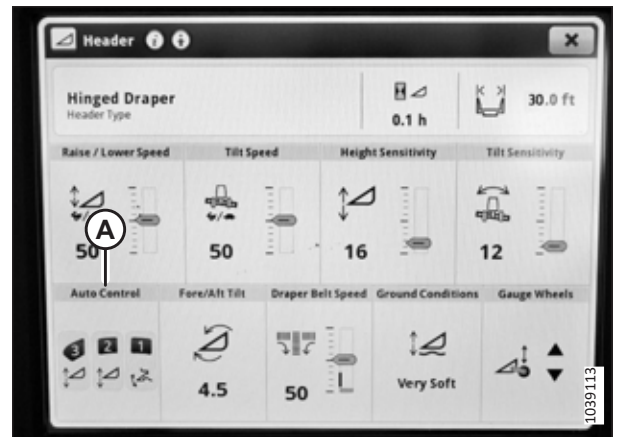 Header
Hinged Draper
Header Type
0.1 h
30.0 ft
Raise / Lower Speed
Tilt Speed
Height Sensitivity
Tilt Sensitivity
50
50
16
12
A
Auto Control
Fore/Aft Tilt
Draper Belt Speed
Ground Conditions
Gauge Wheels
3 2 1
4.5
50
Very Soft
1039113